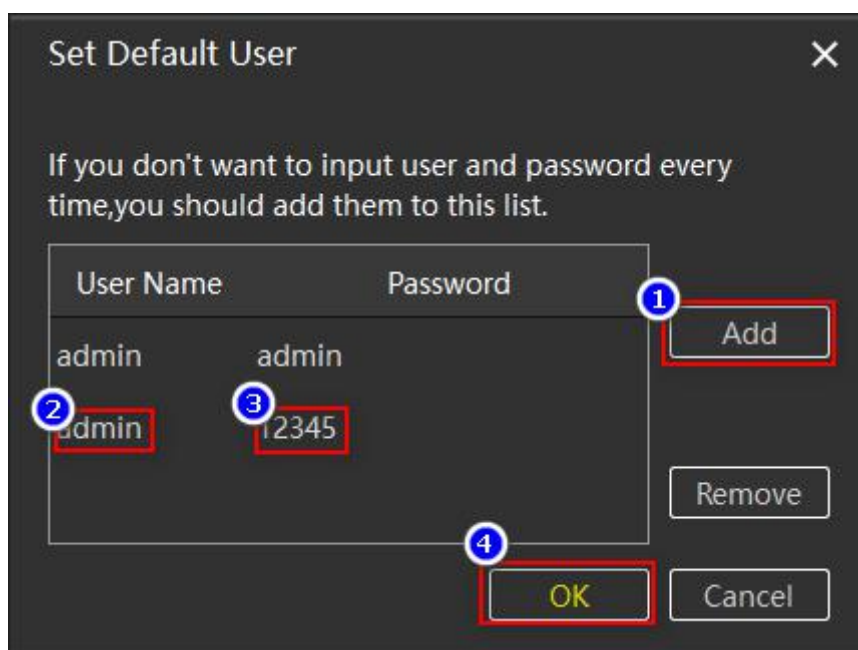 Set Default User
If you don't want to input user and password every
time,you should add them to this list.
User Name Password
1
Add
admin admin
2 3
admin 12345
Remove
4
OK Cancel